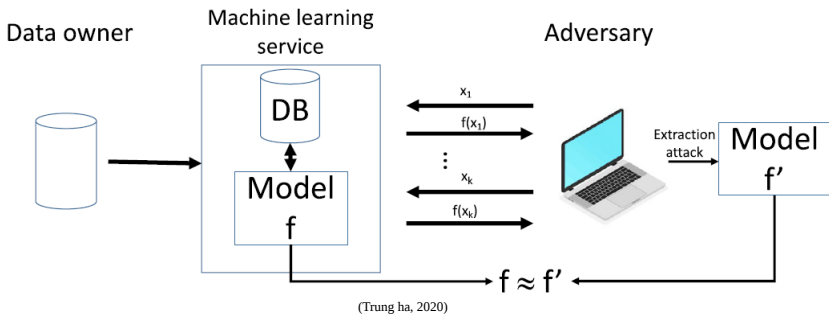 Data owner
Machine learning
service
Adversary
DB
Model
f
x₁
f(x₁)
⋮
xₖ
f(xₖ)
Extraction
attack
Model
f'
f ≈ f'
(Trung ha, 2020)